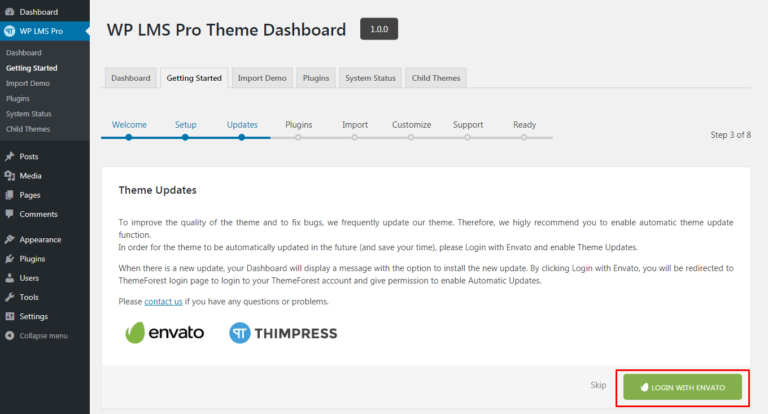 Dashboard
WP LMS Pro
Dashboard
Getting Started
Import Demo
Plugins
System Status
Child Themes
Posts
Media
Pages
Comments
Appearance
Plugins
Users
Tools
Settings
Collapse menu
WP LMS Pro Theme Dashboard 1.0.0
Dashboard Getting Started Import Demo Plugins System Status Child Themes
Welcome Setup Updates Plugins Import Customize Support Ready
Step 3 of 8
Theme Updates
To improve the quality of the theme and to fix bugs, we frequently update our theme. Therefore, we higly recommend you to enable automatic theme update
function.
In order for the theme to be automatically updated in the future (and save your time), please Login with Envato and enable Theme Updates.
When there is a new update, your Dashboard will display a message with the option to install the new update. By clicking Login with Envato, you will be redirected to
ThemeForest login page to login to your ThemeForest account and give permission to enable Automatic Updates.
Please contact us if you have any questions or problems.
envato THIMPRESS
Skip LOGIN WITH ENVATO